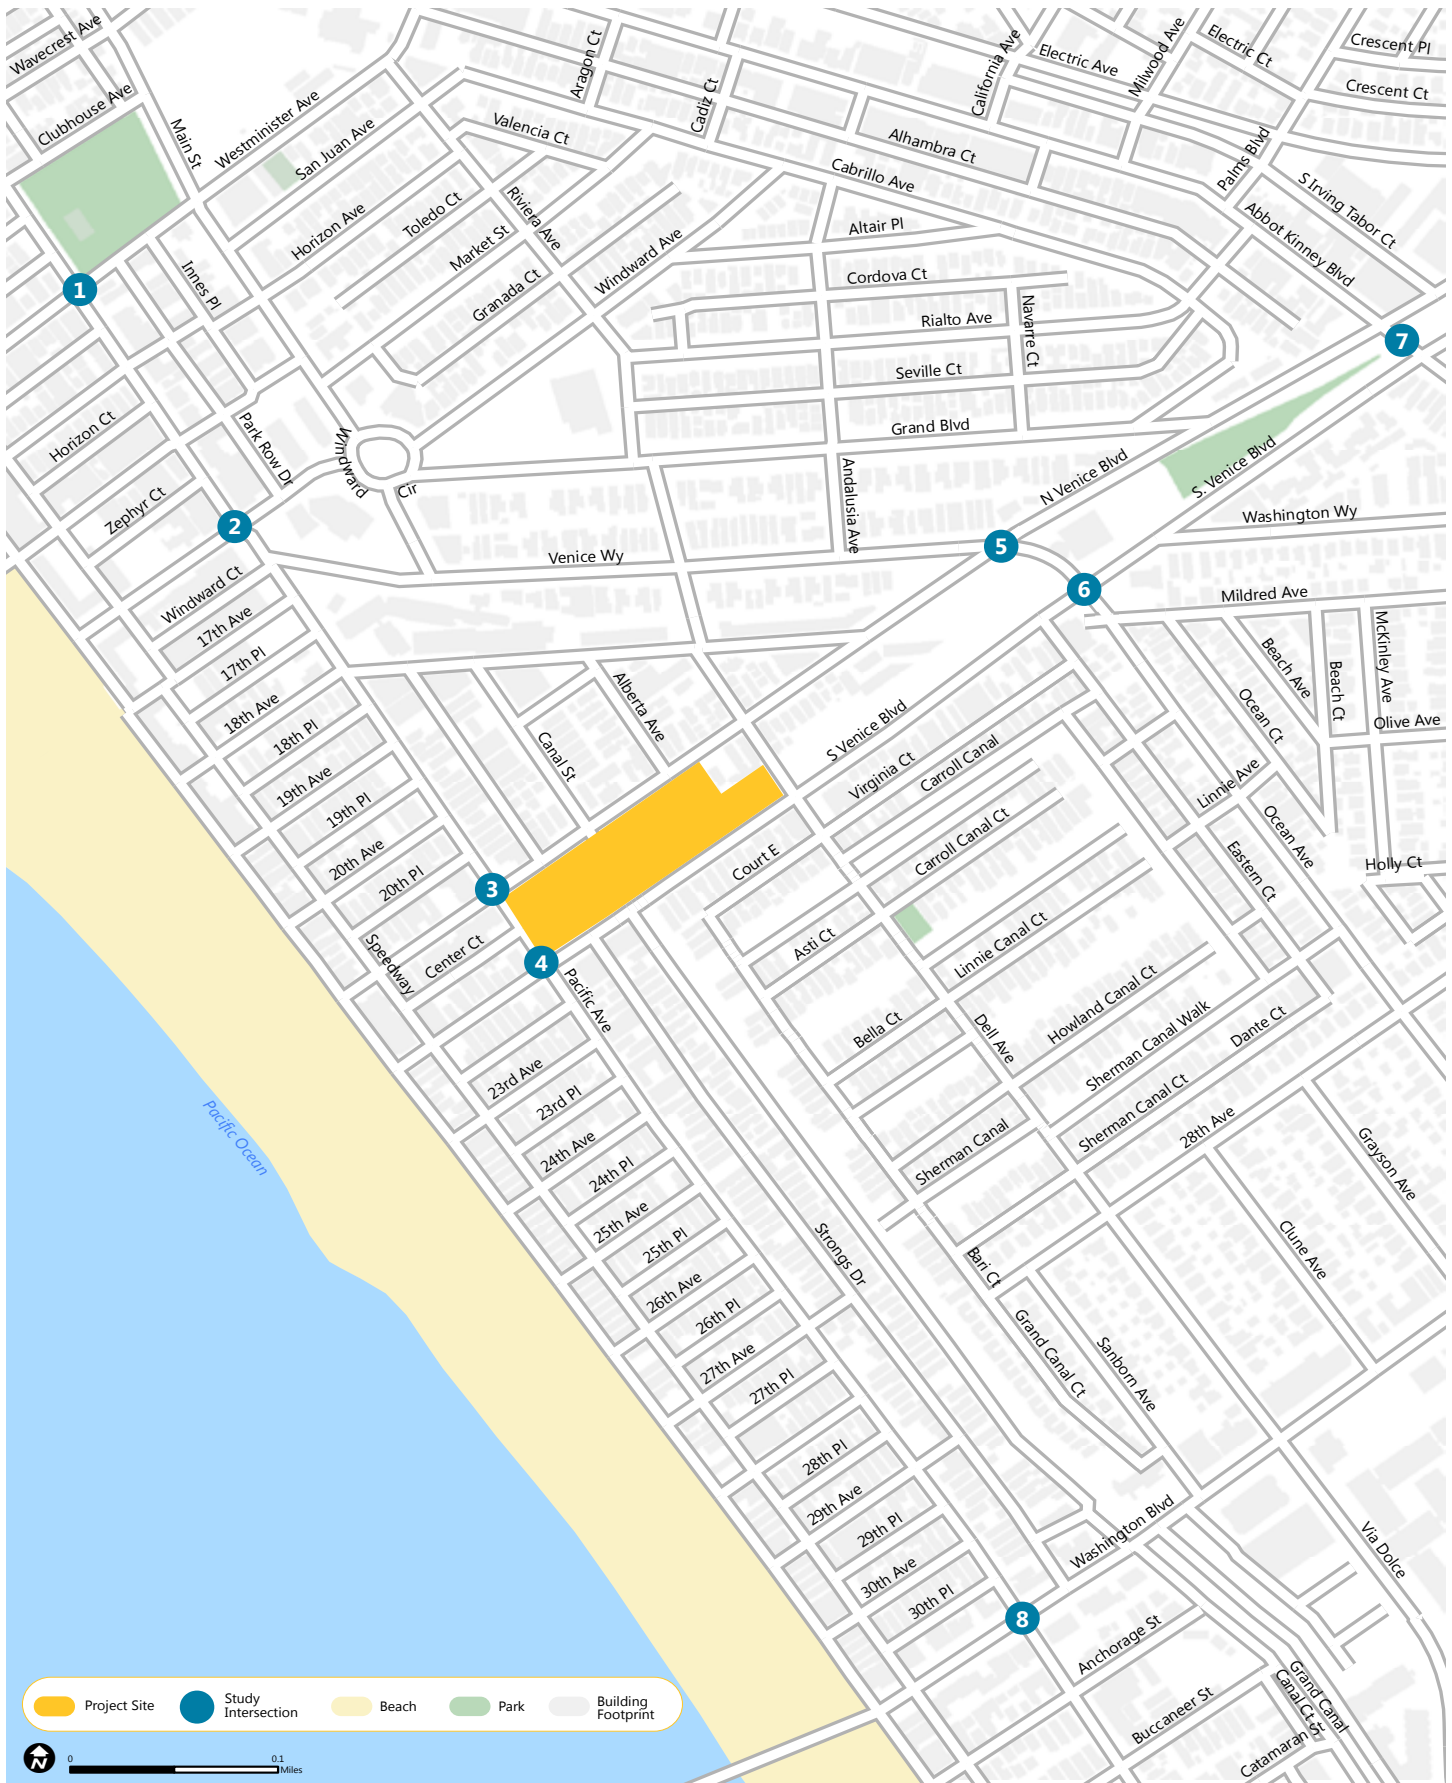 Wavecrest Ave
Clubhouse Ave
Main St
Westminister Ave
San Juan Ave
Horizon Ave
Toledo Ct
Market St
Granada Ct
Riviera Ave
Windward Ave
Valencia Ct
Aragon Ct
Cadiz Ct
California Ave
Electric Ave
Milwood Ave
Electric Ct
Crescent Pl
Crescent Ct
Alhambra Ct
Cabrillo Ave
Palms Blvd
S Irving Tabor Ct
Abbot Kinney Blvd
Altair Pl
Cordova Ct
Rialto Ave
Navarre Ct
Seville Ct
Grand Blvd
Andalusia Ave
N Venice Blvd
S. Venice Blvd
Washington Wy
Mildred Ave
1
Innes Pl
7
Horizon Ct
Park Row Dr
Windward
Cir
Zephyr Ct
2
Venice Wy
5
6
Windward Ct
17th Ave
17th Pl
18th Ave
18th Pl
19th Ave
19th Pl
20th Ave
20th Pl
Speedway
Center Ct
Alberta Ave
Canal St
3
4
S Venice Blvd
Virginia Ct
Carroll Canal
Carroll Canal Ct
Court E
Asti Ct
Linnie Canal Ct
Bella Ct
Dell Ave
Howland Canal Ct
Sherman Canal Walk
Sherman Canal Ct
Dante Ct
Sherman Canal
28th Ave
Beach Ave
Beach Ct
McKinley Ave
Olive Ave
Ocean Ct
Linnie Ave
Ocean Ave
Eastern Ct
Holly Ct
Pacific Ave
23rd Ave
23rd Pl
24th Ave
24th Pl
25th Ave
25th Pl
26th Ave
26th Pl
27th Ave
27th Pl
28th Pl
29th Ave
29th Pl
30th Ave
30th Pl
Strongs Dr
Bari Ct
Grand Canal Ct
Sanborn Ave
Clune Ave
Grayson Ave
Washington Blvd
Via Dolce
8
Anchorage St
Buccaneer St
Grand Canal
Canal Ct St
Catamaran St
Pacific Ocean
Project Site
Study
Intersection
Beach
Park
Building
Footprint
N
0
0.1
Miles